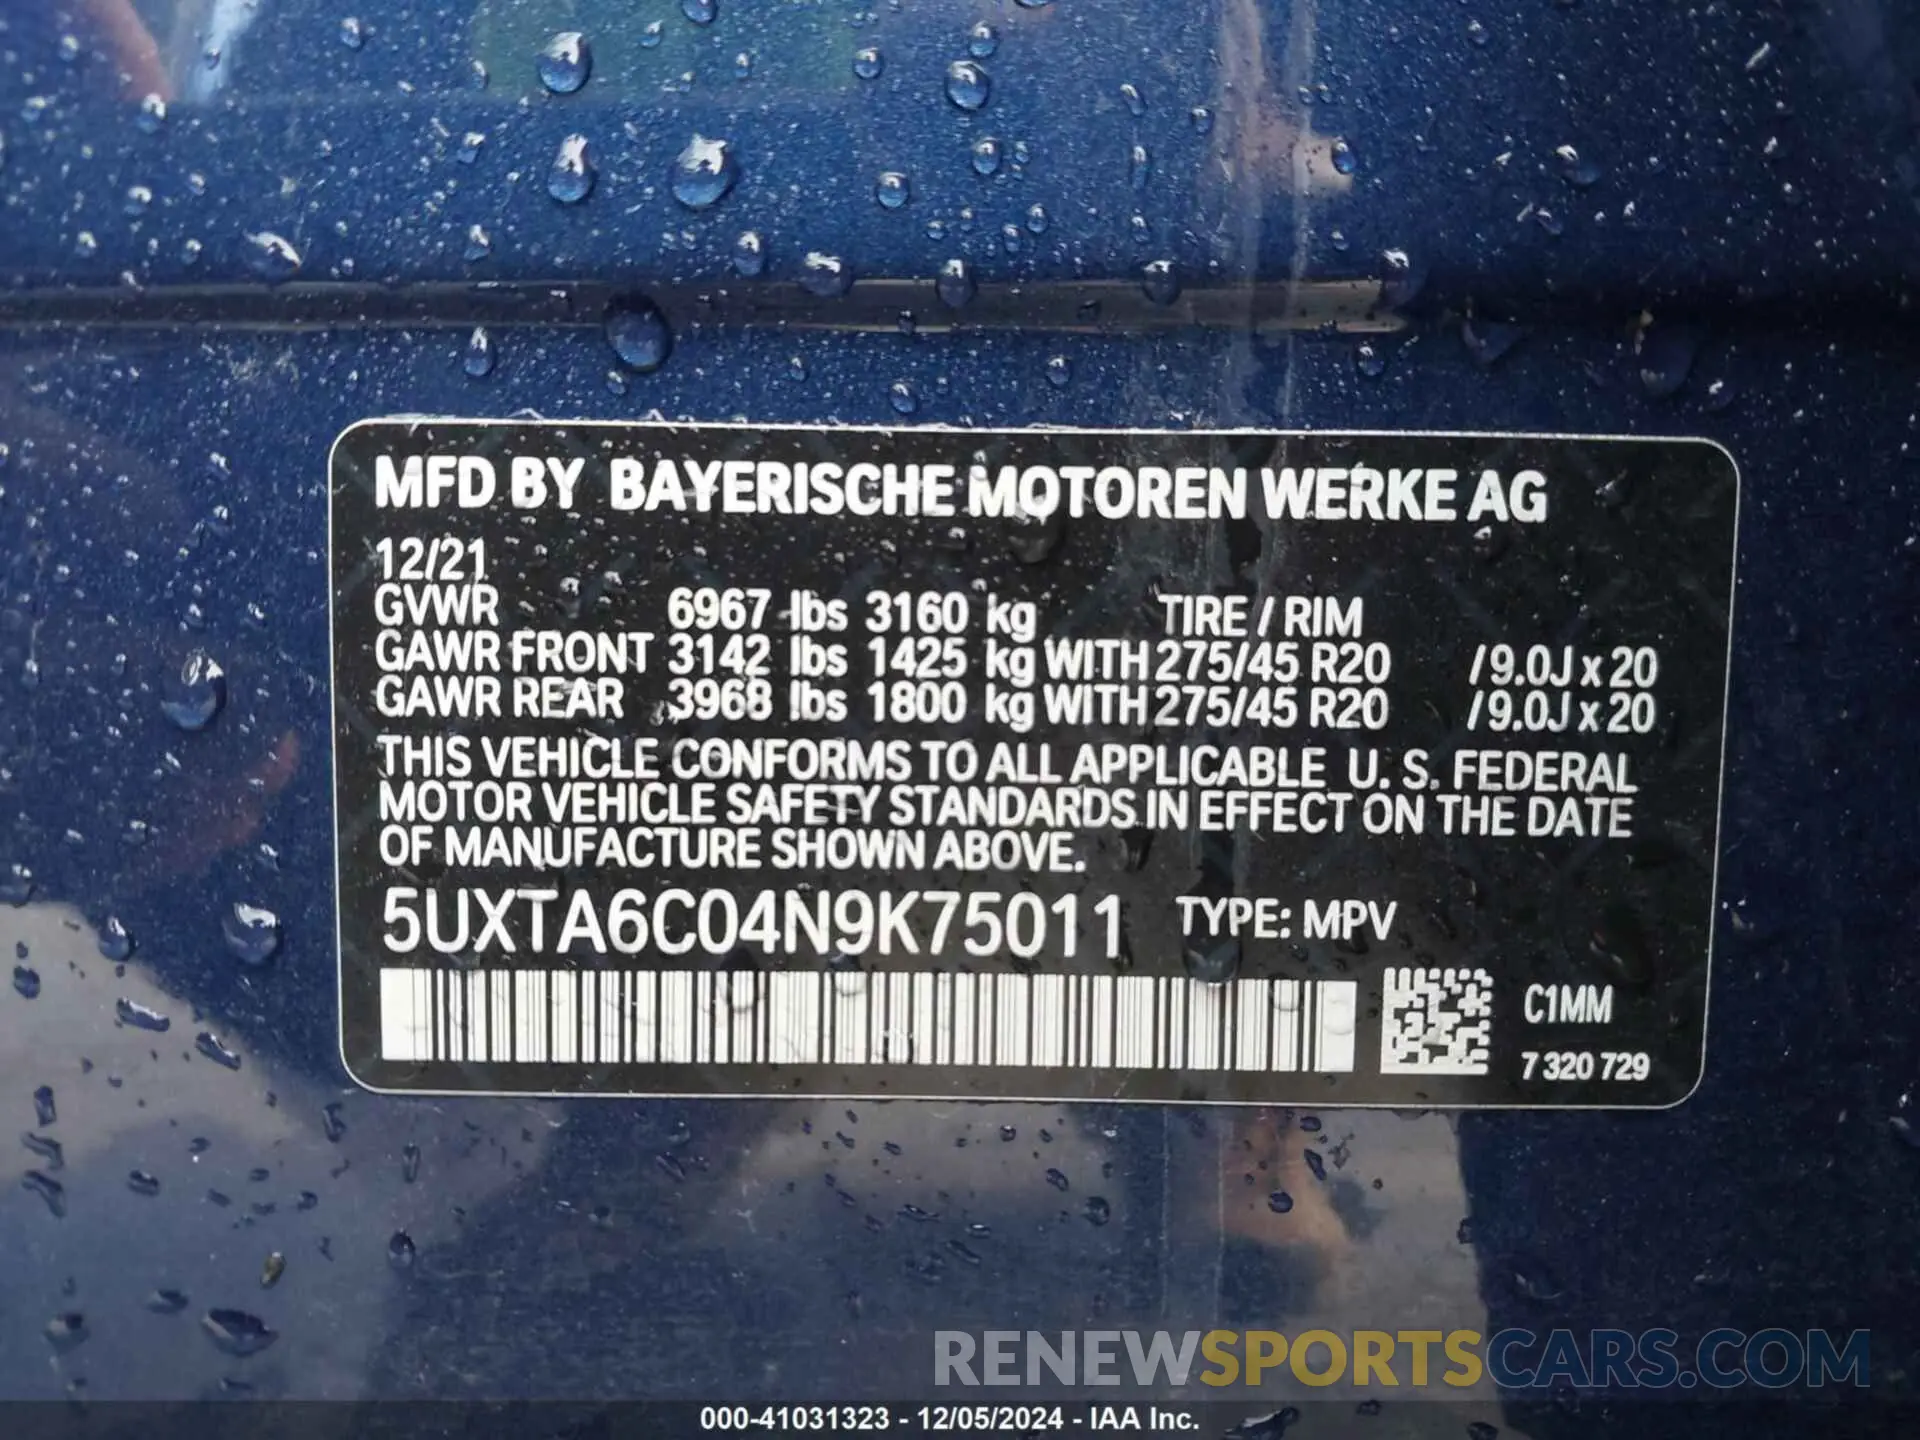 MFD BY BAYERISCHE MOTOREN WERKE AG
12/21
GVWR 6967 lbs 3160 kg TIRE / RIM
GAWR FRONT 3142 lbs 1425 kg WITH 275/45 R20 /9.0J x 20
GAWR REAR 3968 lbs 1800 kg WITH 275/45 R20 /9.0J x 20
THIS VEHICLE CONFORMS TO ALL APPLICABLE U. S. FEDERAL
MOTOR VEHICLE SAFETY STANDARDS IN EFFECT ON THE DATE
OF MANUFACTURE SHOWN ABOVE.
5UXTA6C04N9K75011 TYPE: MPV
C1MM
7 320 729
RENEWSPORTSCARS.COM
000-41031323 - 12/05/2024 - IAA Inc.